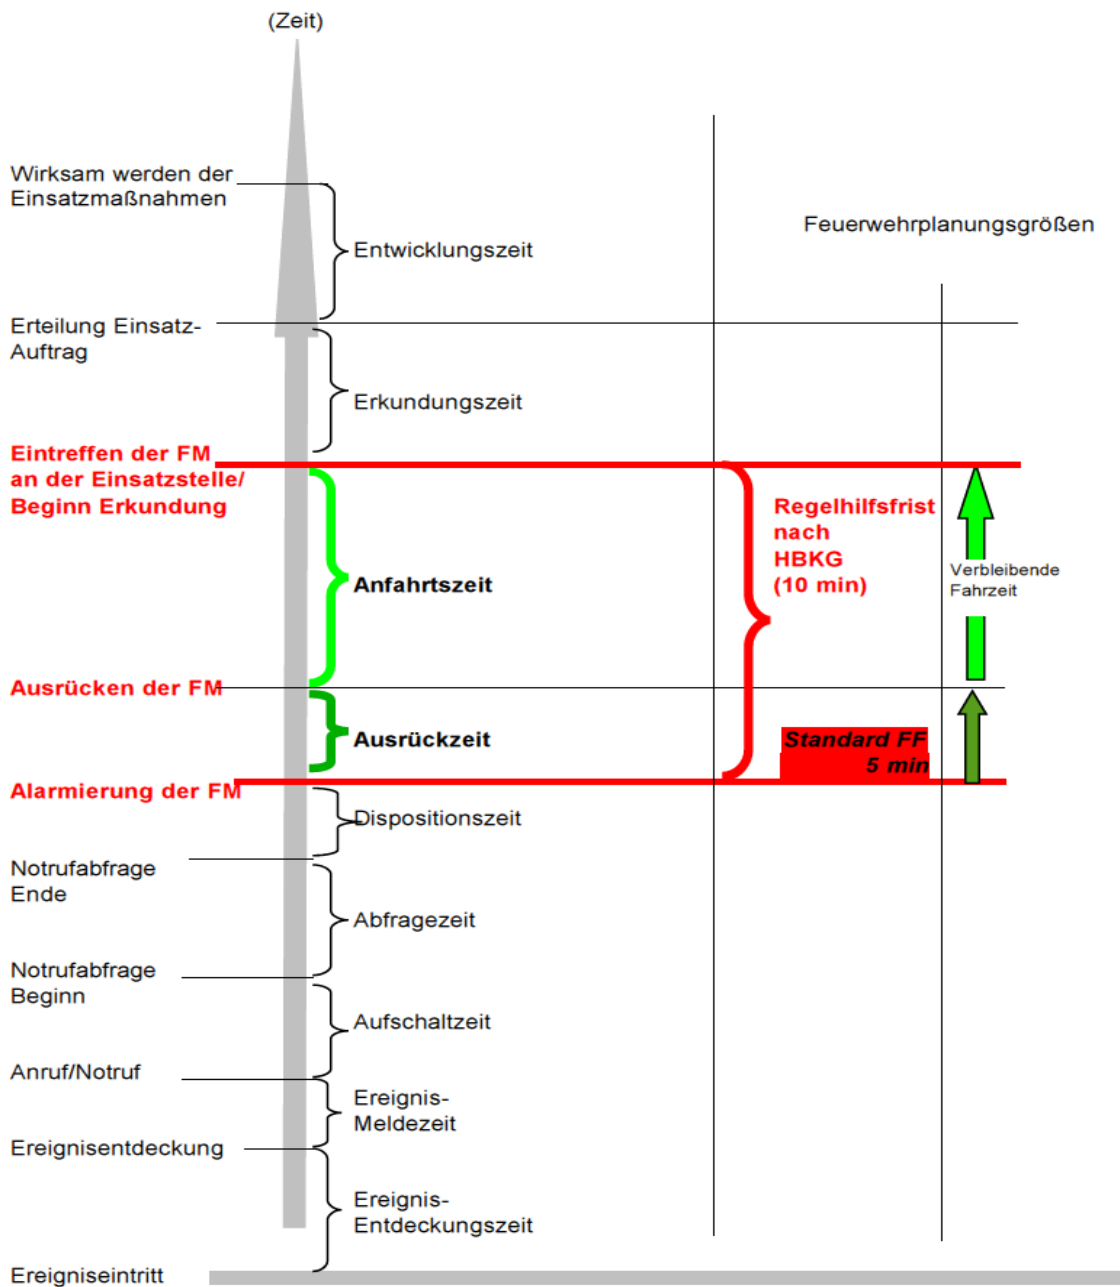 (Zeit)
Wirksam werden der
Einsatzmaßnahmen
Feuerwehrplanungsgrößen
Entwicklungszeit
Erteilung Einsatz-
Auftrag
Erkundungszeit
Eintreffen der FM
an der Einsatzstelle/
Beginn Erkundung
Regelhilfsfrist
nach
HBKG
(10 min)
Anfahrtszeit
Verbleibende
Fahrzeit
Ausrücken der FM
Ausrückzeit
Standard FF
5 min
Alarmierung der FM
Dispositionszeit
Notrufabfrage
Ende
Abfragezeit
Notrufabfrage
Beginn
Aufschaltzeit
Anruf/Notruf
Ereignis-
Meldezeit
Ereignisentdeckung
Ereignis-
Entdeckungszeit
Ereigniseintritt